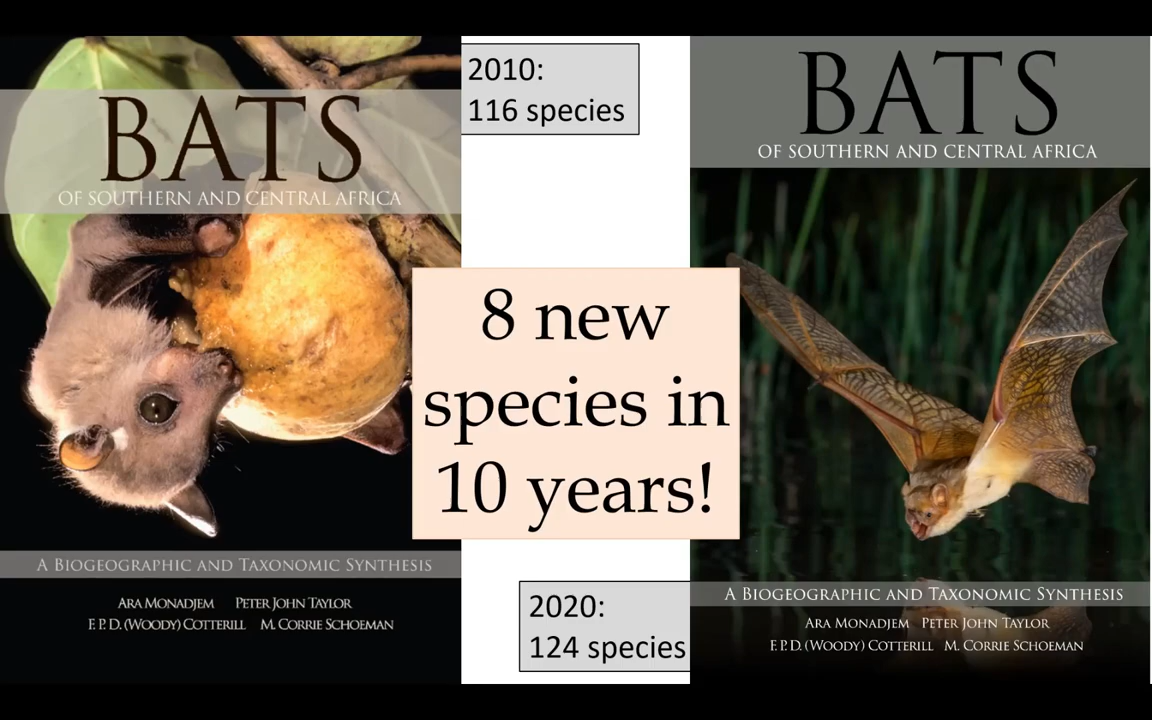 BATS
OF SOUTHERN AND CENTRAL AFRICA
A BIOGEOGRAPHIC AND TAXONOMIC SYNTHESIS
ARA MONADJEM PETER JOHN TAYLOR
F. P. D. (WOODY) COTTERILL M. CORRIE SCHOEMAN
2010:
116 species
8 new
species in
10 years!
2020:
124 species
BATS
OF SOUTHERN AND CENTRAL AFRICA
A BIOGEOGRAPHIC AND TAXONOMIC SYNTHESIS
ARA MONADJEM PETER JOHN TAYLOR
F. P. D. (WOODY) COTTERILL M. CORRIE SCHOEMAN